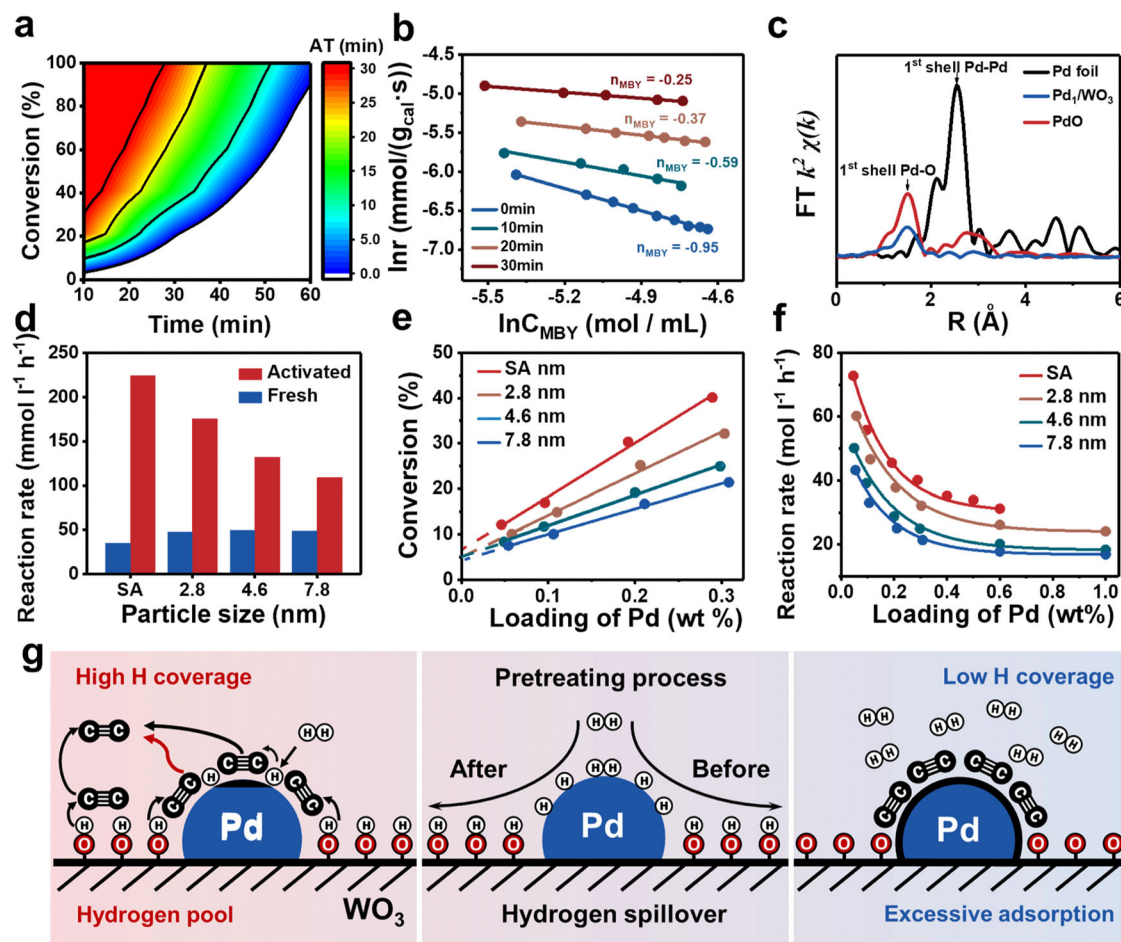 a
AT (min)
Conversion (%)
100
80
60
40
20
0
10 20 30 40 50 60
Time (min)
30
25
20
15
10
5
0.0
b
lnr (mmol/(g_cal·s))
-4.5
-5.0
-5.5
-6.0
-6.5
-7.0
n_MBY = -0.25
n_MBY = -0.37
n_MBY = -0.59
n_MBY = -0.95
0min
10min
20min
30min
-5.5 -5.2 -4.9 -4.6
lnC_MBY (mol / mL)
c
FT k² χ(k)
1st shell Pd-Pd
1st shell Pd-O
Pd foil
Pd₁/WO₃
PdO
0 2 4 6
R (Å)
d
Reaction rate (mmol l⁻¹ h⁻¹)
250
200
150
100
50
0
Activated
Fresh
SA 2.8 4.6 7.8
Particle size (nm)
e
Conversion (%)
50
40
30
20
10
0
SA nm
2.8 nm
4.6 nm
7.8 nm
0.0 0.1 0.2 0.3
Loading of Pd (wt %)
f
Reaction rate (mol l⁻¹ h⁻¹)
80
60
40
20
SA
2.8 nm
4.6 nm
7.8 nm
0.0 0.2 0.4 0.6 0.8 1.0
Loading of Pd (wt%)
g
High H coverage
C C
H H
C C
H
C C
H
C C
C C
H H H
H H H
Pd
O O O
O O O
Hydrogen pool
WO₃
Pretreating process
H H
After
Before
H H H H
H H
H H H
H H H
Pd
O O O
O O O
Hydrogen spillover
Low H coverage
H H
H H
H H
H H
H H
C C
C C
C C
C C
Pd
O O O
O O O
Excessive adsorption